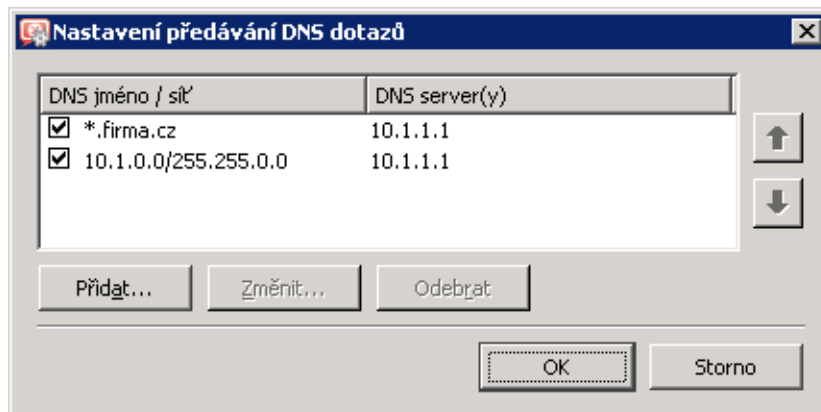 Nastavení předávání DNS dotazů
DNS jméno / síť DNS server(y)
*.firma.cz 10.1.1.1
10.1.0.0/255.255.0.0 10.1.1.1
Přidat... Změnit... Odebrat
OK Storno